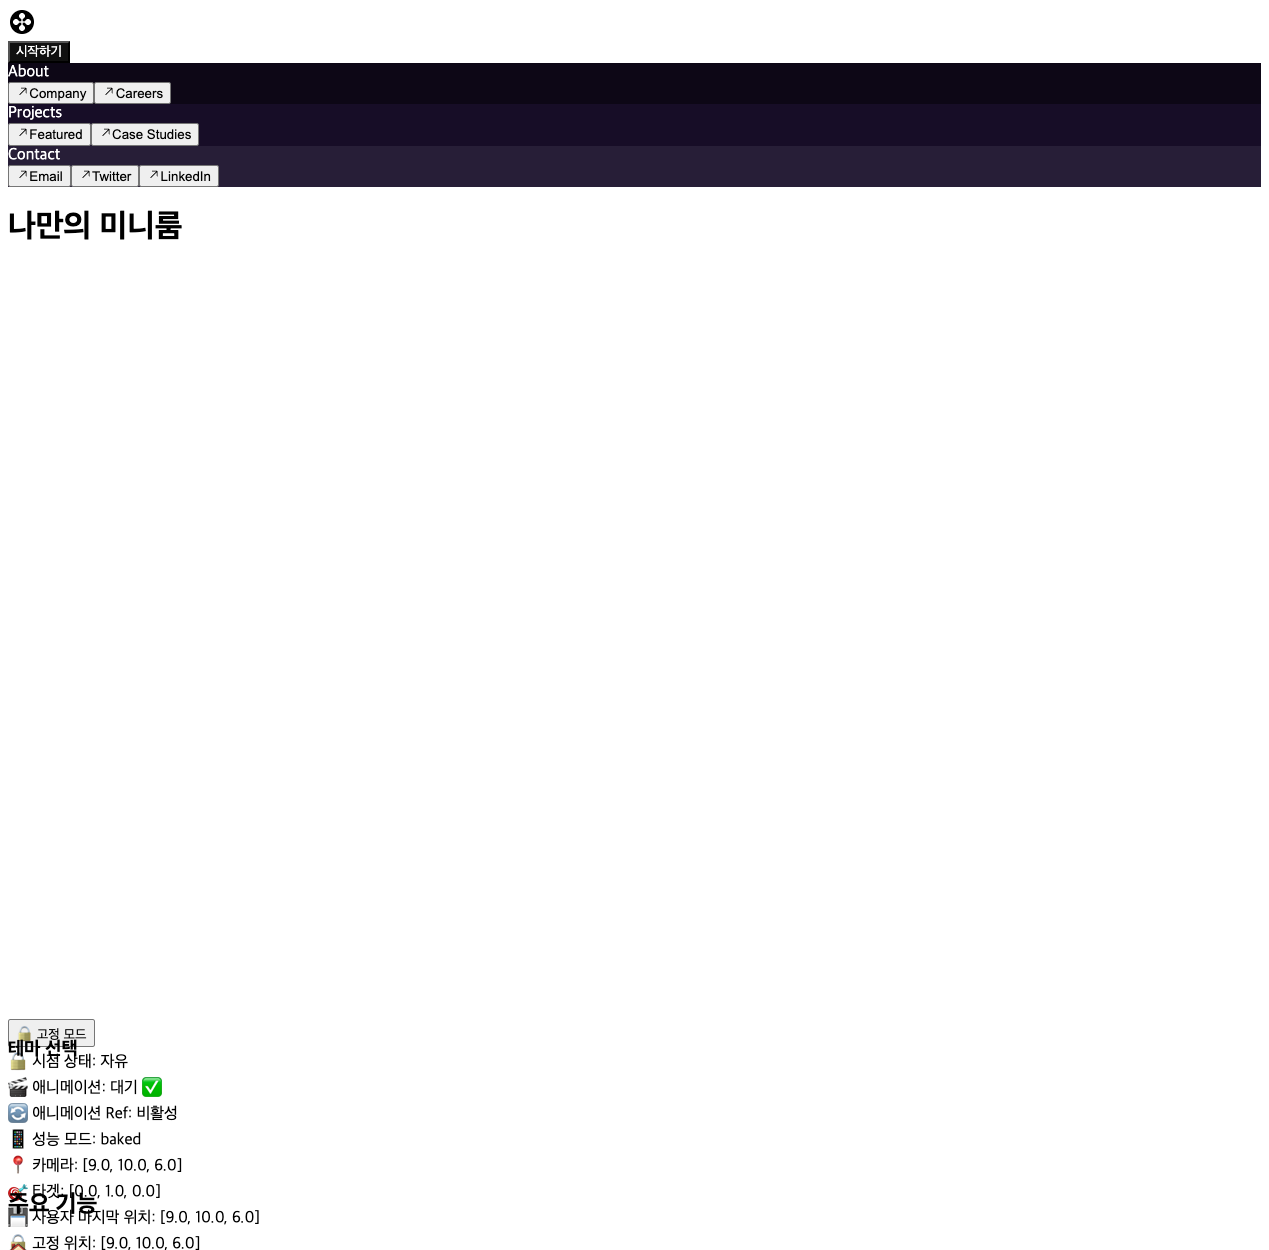 시작하기
About
↗Company ↗Careers
Projects
↗Featured ↗Case Studies
Contact
↗Email ↗Twitter ↗LinkedIn
나만의 미니룸
🔒 고정 모드
테마 선택
🔒 시점 상태: 자유
🎬 애니메이션: 대기 ✅
🔄 애니메이션 Ref: 비활성
📱 성능 모드: baked
📍 카메라: [9.0, 10.0, 6.0]
🎯 타겟: [0.0, 1.0, 0.0]
주요 기능
💾 사용자 마지막 위치: [9.0, 10.0, 6.0]
🏠 고정 위치: [9.0, 10.0, 6.0]